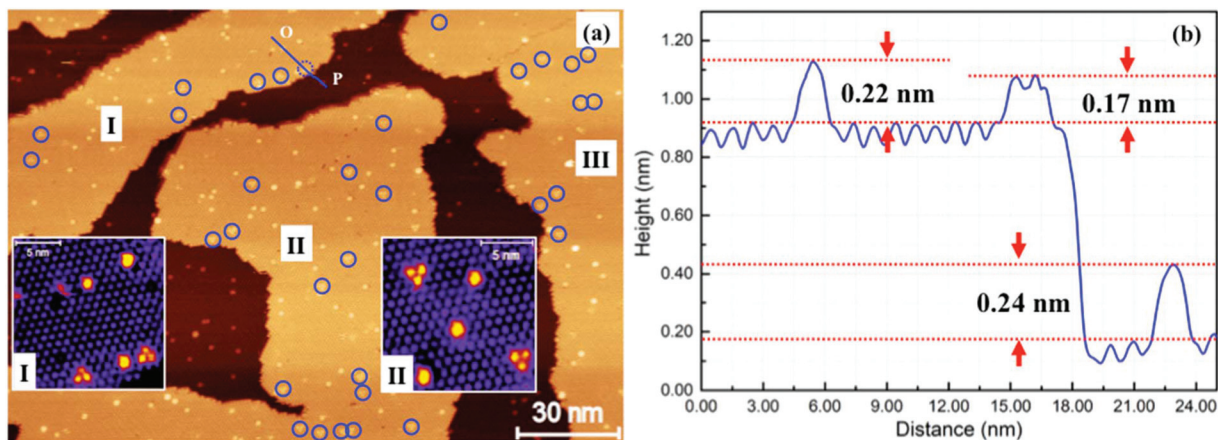 (a)
O
P
I
III
II
5 nm
I
5 nm
II
30 nm
(b)
1.20
1.00
0.80
0.60
0.40
0.20
0.00
Height (nm)
0.22 nm
0.17 nm
0.24 nm
0.00 3.00 6.00 9.00 12.00 15.00 18.00 21.00 24.00
Distance (nm)